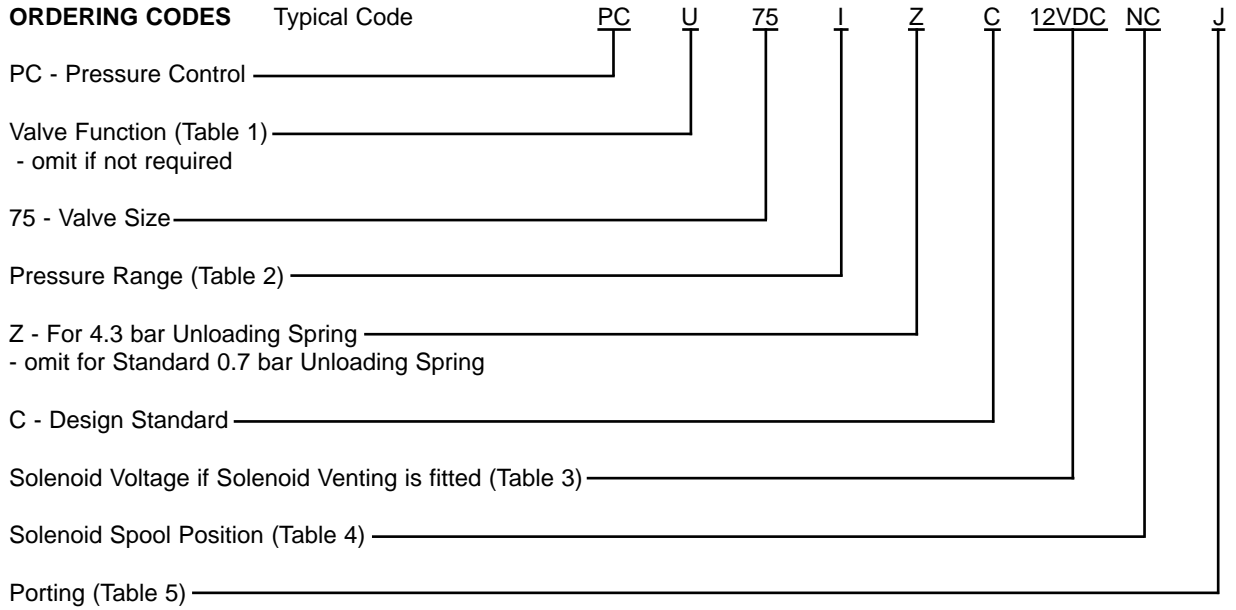 ORDERING CODES Typical Code PC U 75 I Z C 12VDC NC J
PC - Pressure Control
Valve Function (Table 1)
- omit if not required
75 - Valve Size
Pressure Range (Table 2)
Z - For 4.3 bar Unloading Spring
- omit for Standard 0.7 bar Unloading Spring
C - Design Standard
Solenoid Voltage if Solenoid Venting is fitted (Table 3)
Solenoid Spool Position (Table 4)
Porting (Table 5)